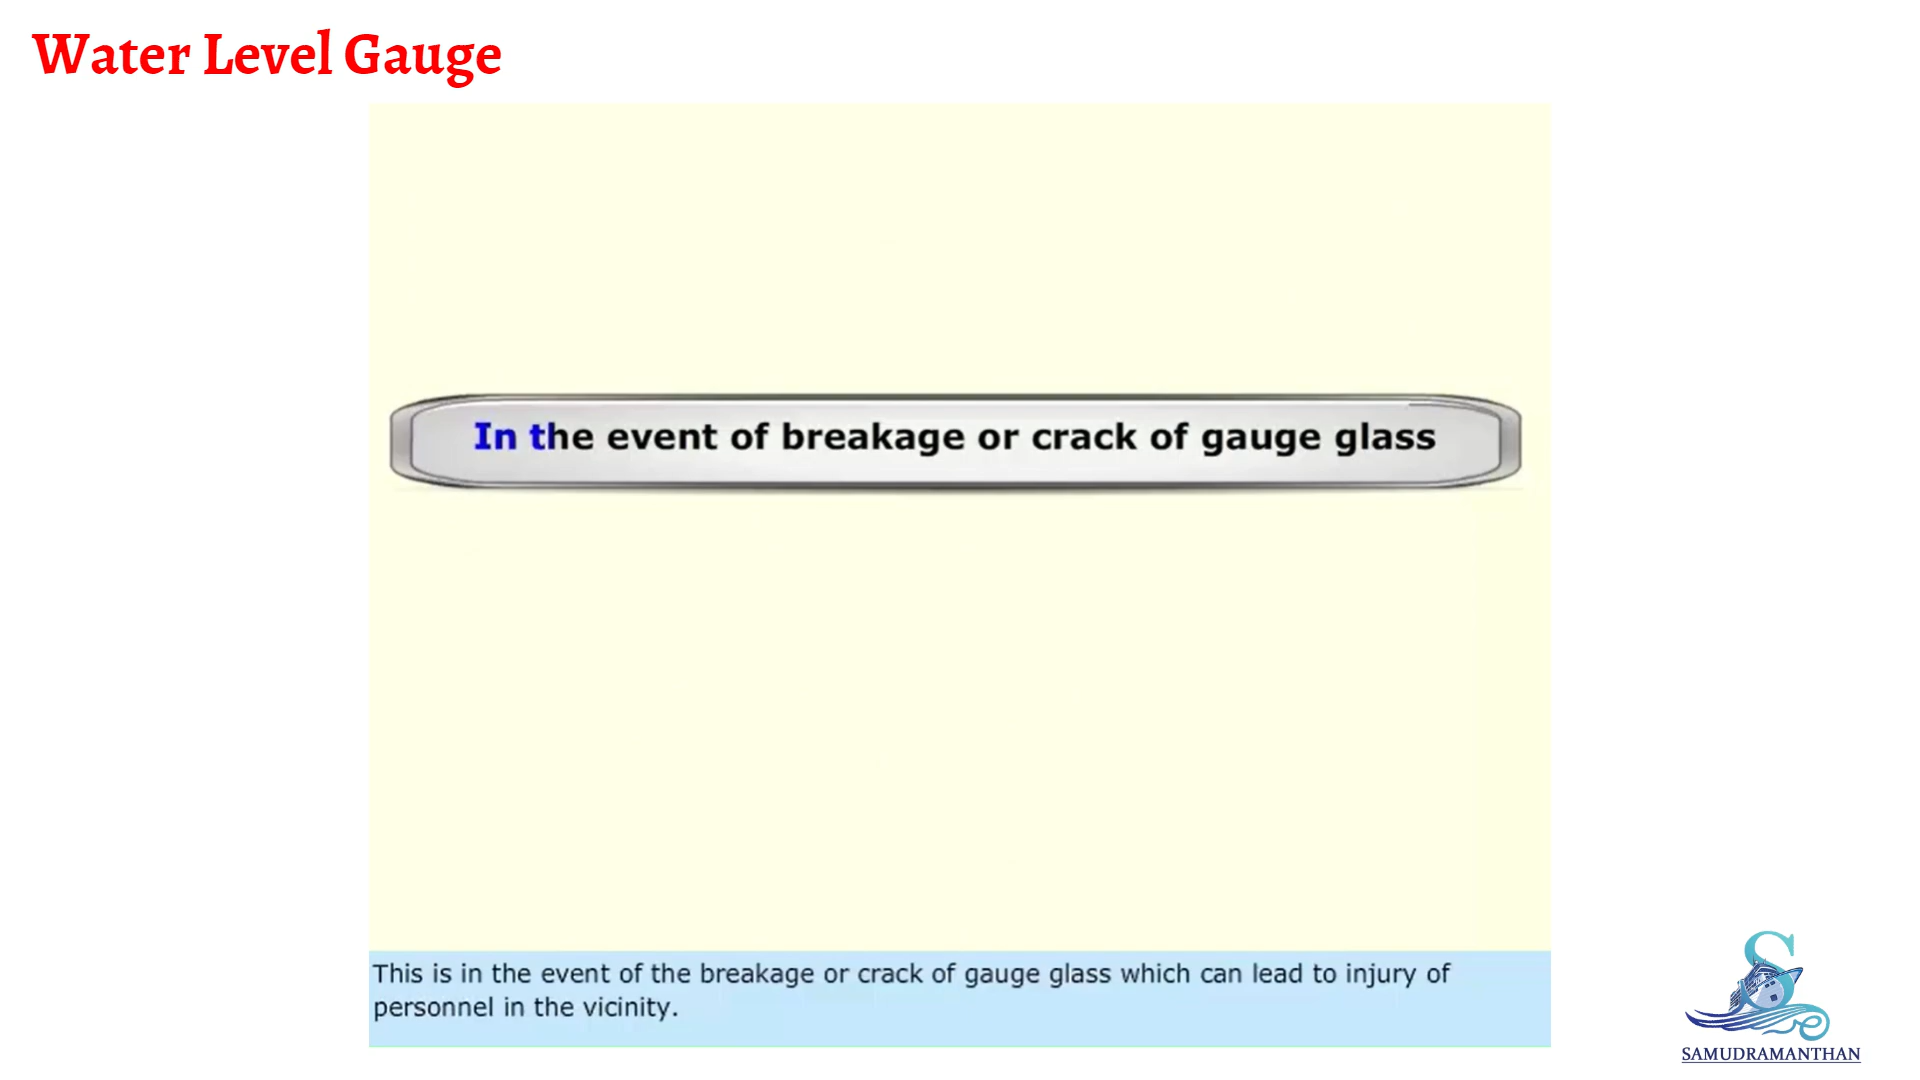 Water Level Gauge
In the event of breakage or crack of gauge glass
This is in the event of the breakage or crack of gauge glass which can lead to injury of
personnel in the vicinity.
SAMUDRAMANTHAN